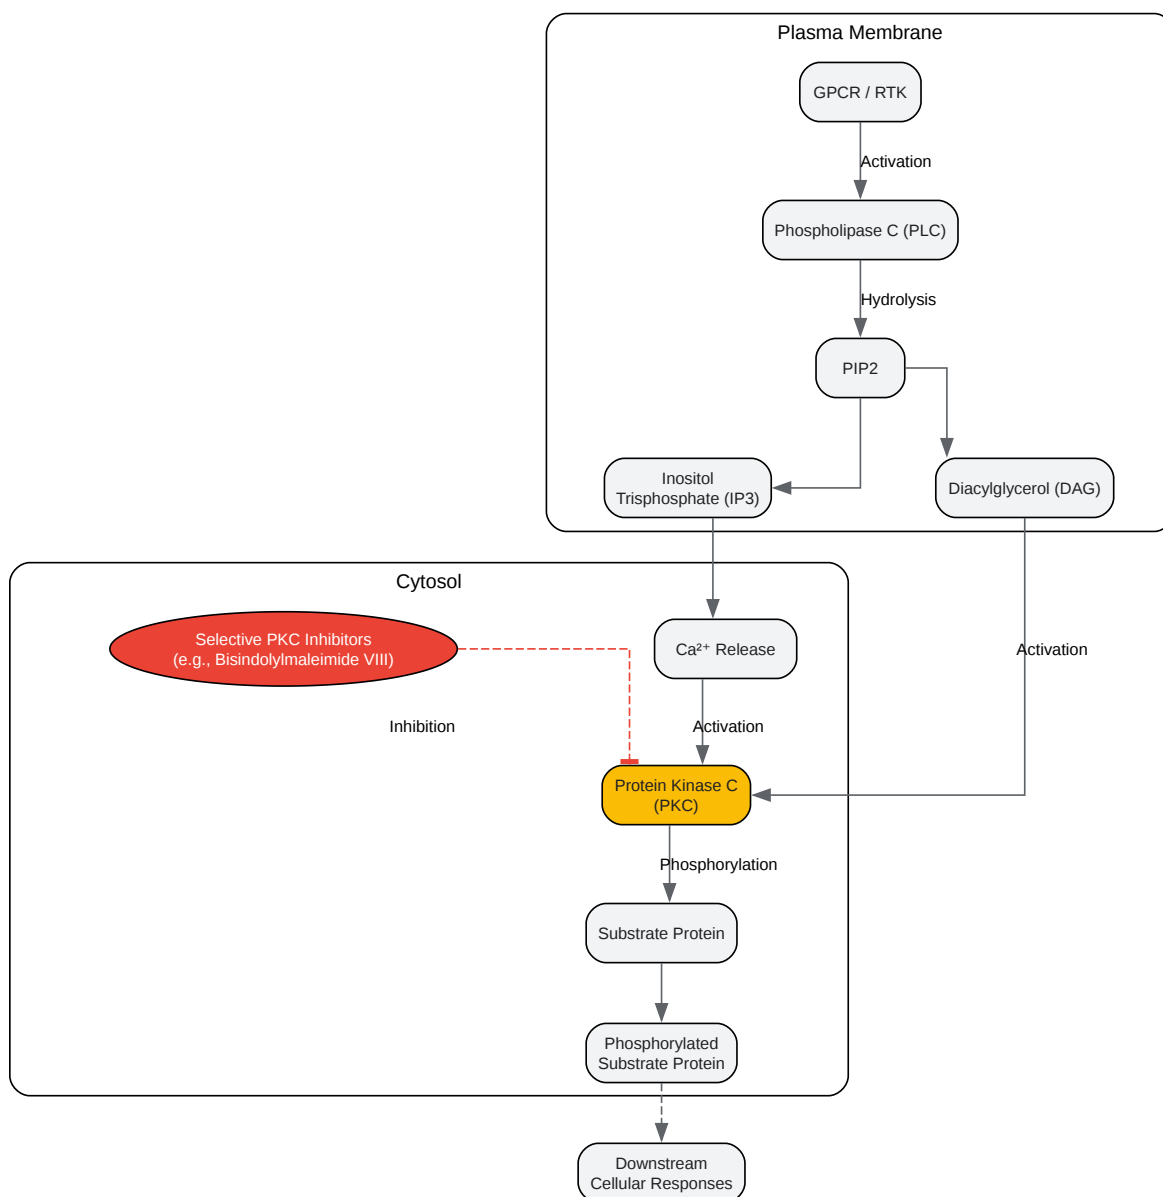 Plasma Membrane
GPCR / RTK
Activation
Phospholipase C (PLC)
Hydrolysis
PIP2
Inositol
Trisphosphate (IP3)
Diacylglycerol (DAG)
Cytosol
Selective PKC Inhibitors
(e.g., Bisindolylmaleimide VIII)
Ca²⁺ Release
Activation
Inhibition
Activation
Protein Kinase C
(PKC)
Phosphorylation
Substrate Protein
Phosphorylated
Substrate Protein
Downstream
Cellular Responses